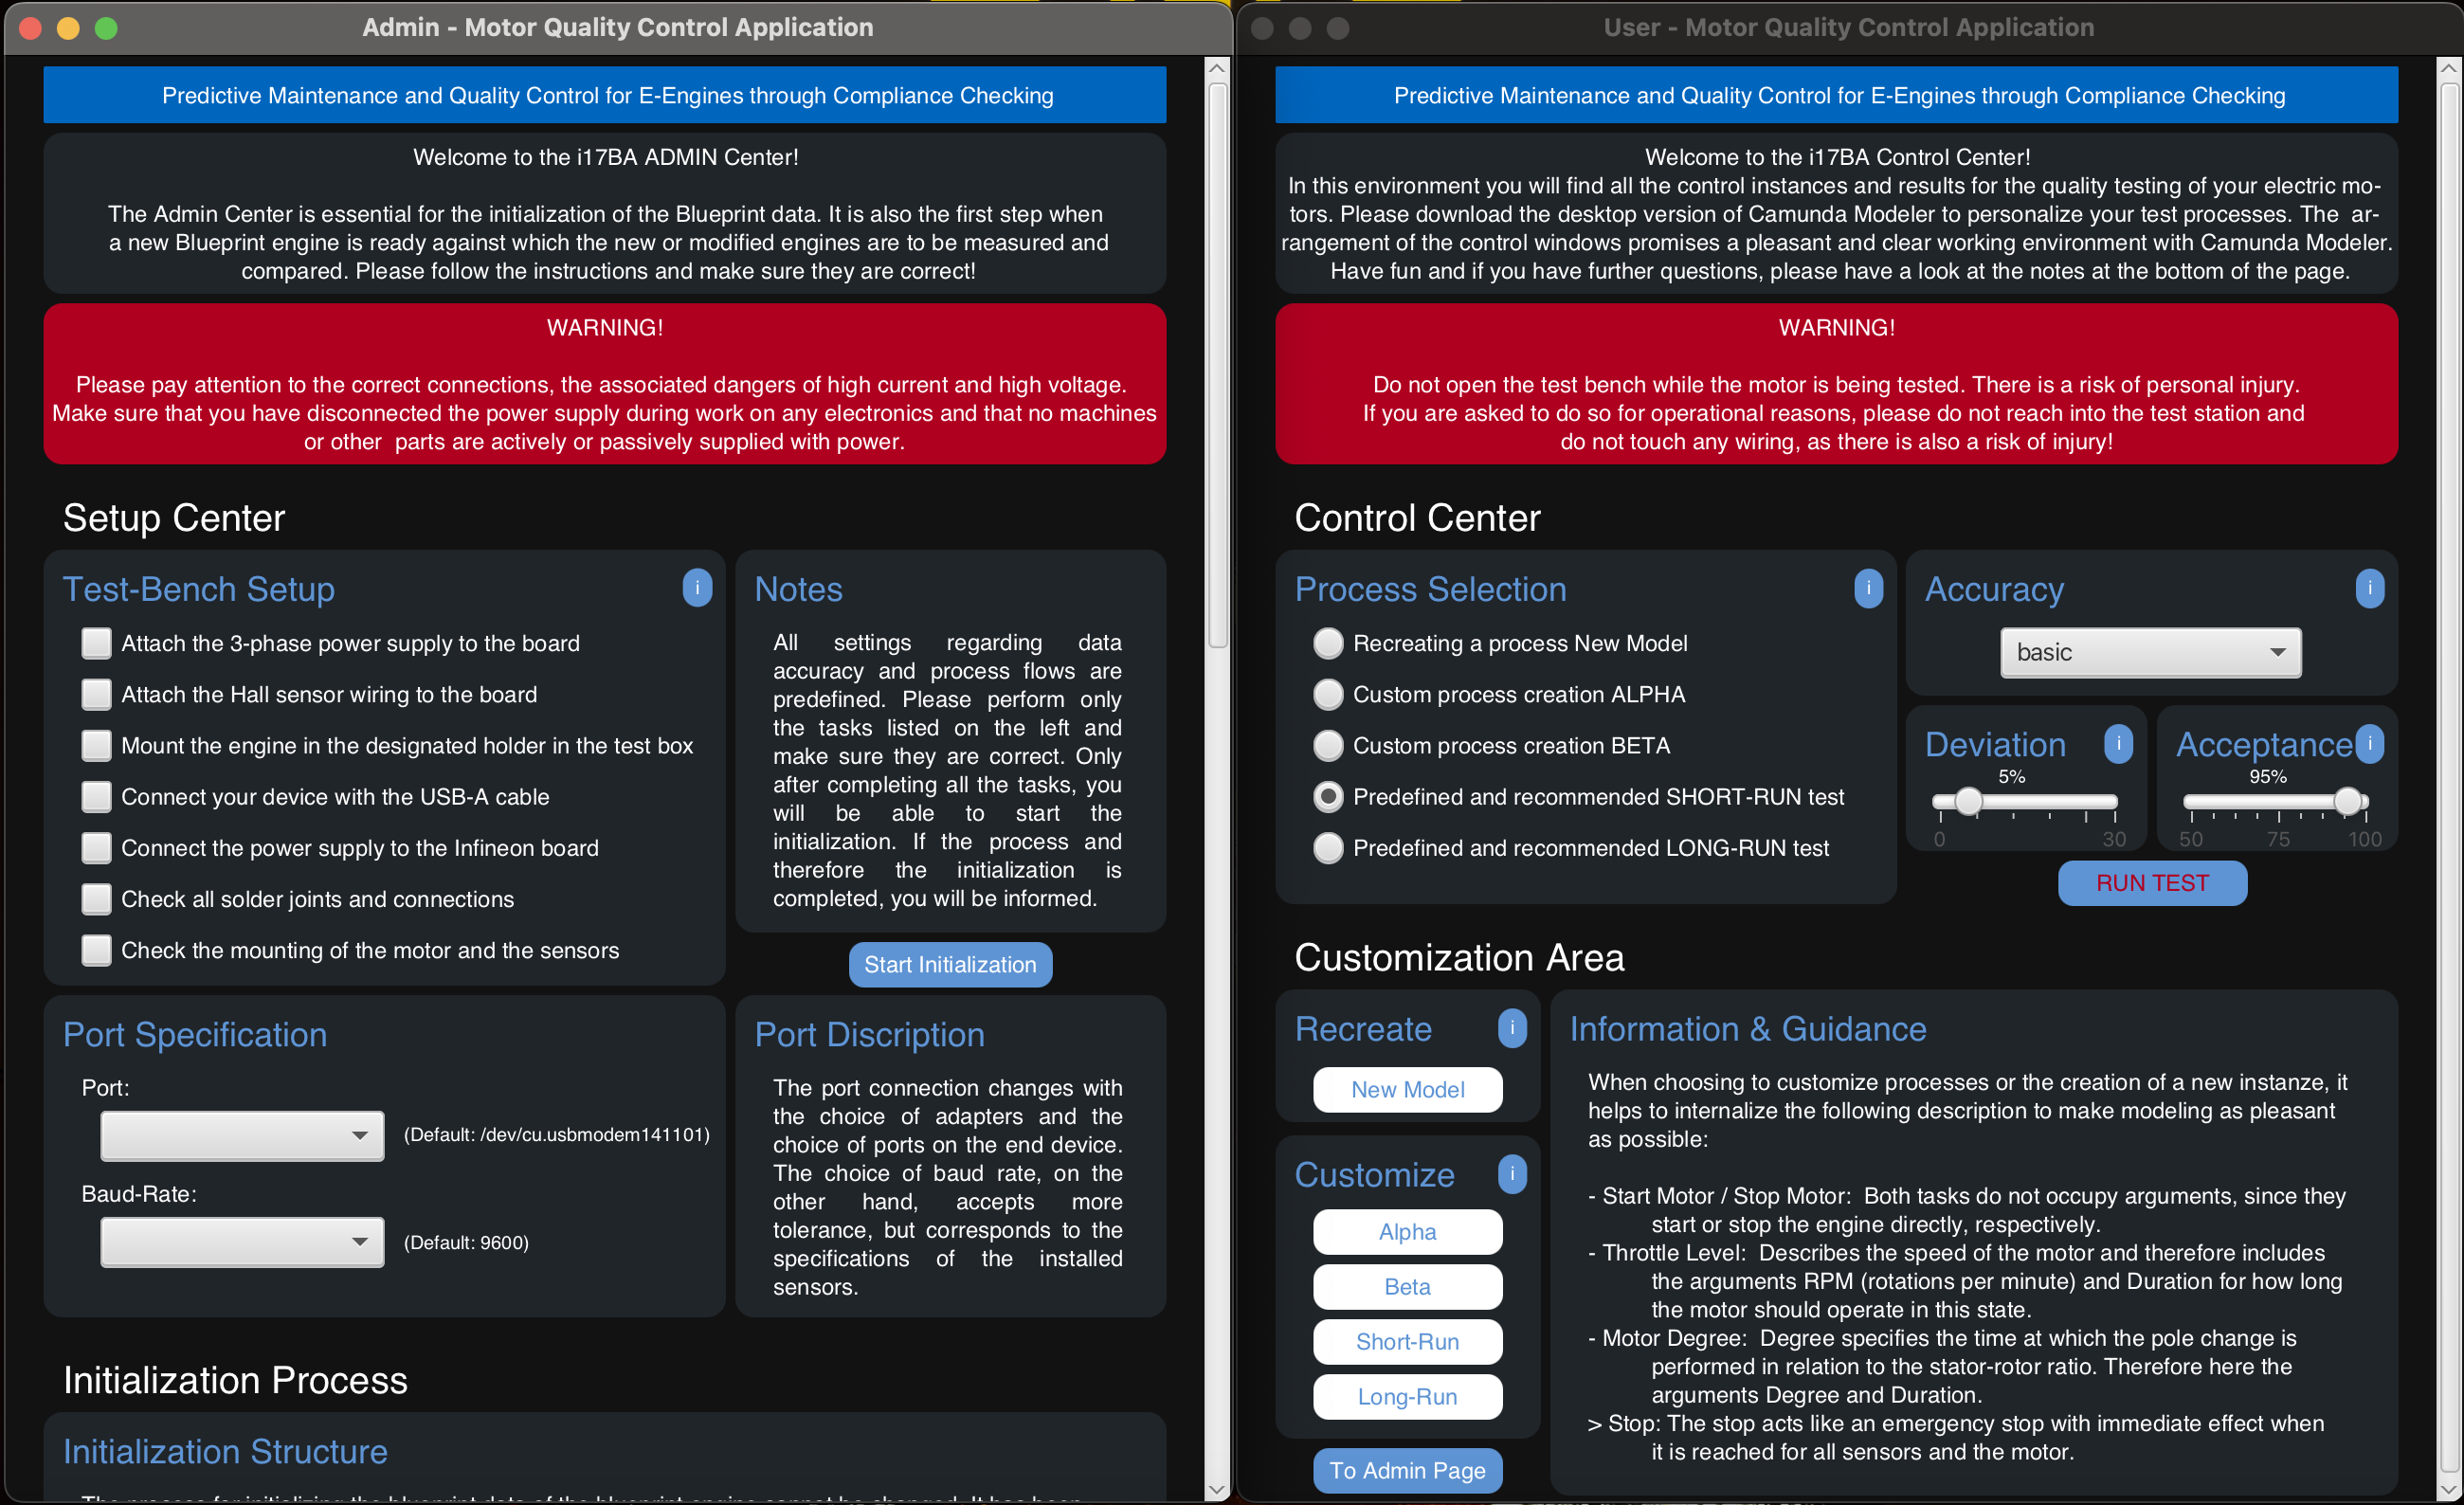 Admin - Motor Quality Control Application
Predictive Maintenance and Quality Control for E-Engines through Compliance Checking
Welcome to the i17BA ADMIN Center!
The Admin Center is essential for the initialization of the Blueprint data. It is also the first step when
a new Blueprint engine is ready against which the new or modified engines are to be measured and
compared. Please follow the instructions and make sure they are correct!
WARNING!
Please pay attention to the correct connections, the associated dangers of high current and high voltage.
Make sure that you have disconnected the power supply during work on any electronics and that no machines
or other  parts are actively or passively supplied with power.
Setup Center
Test-Bench Setup
i
Attach the 3-phase power supply to the board
Attach the Hall sensor wiring to the board
Mount the engine in the designated holder in the test box
Connect your device with the USB-A cable
Connect the power supply to the Infineon board
Check all solder joints and connections
Check the mounting of the motor and the sensors
Notes
All settings regarding data
accuracy and process flows are
predefined. Please perform only
the tasks listed on the left and
make sure they are correct. Only
after completing all the tasks, you
will be able to start the
initialization. If the process and
therefore the initialization is
completed, you will be informed.
Start Initialization
Port Specification
Port:
(Default: /dev/cu.usbmodem141101)
Baud-Rate:
(Default: 9600)
Port Discription
The port connection changes with
the choice of adapters and the
choice of ports on the end device.
The choice of baud rate, on the
other hand, accepts more
tolerance, but corresponds to the
specifications of the installed
sensors.
Initialization Process
Initialization Structure
User - Motor Quality Control Application
Predictive Maintenance and Quality Control for E-Engines through Compliance Checking
Welcome to the i17BA Control Center!
In this environment you will find all the control instances and results for the quality testing of your electric mo-
tors. Please download the desktop version of Camunda Modeler to personalize your test processes. The  ar-
rangement of the control windows promises a pleasant and clear working environment with Camunda Modeler.
Have fun and if you have further questions, please have a look at the notes at the bottom of the page.
WARNING!
Do not open the test bench while the motor is being tested. There is a risk of personal injury.
If you are asked to do so for operational reasons, please do not reach into the test station and
do not touch any wiring, as there is also a risk of injury!
Control Center
Process Selection
i
Recreating a process New Model
Custom process creation ALPHA
Custom process creation BETA
Predefined and recommended SHORT-RUN test
Predefined and recommended LONG-RUN test
Accuracy
i
basic
Deviation
i
5%
0 30
Acceptance
i
95%
50 75 100
RUN TEST
Customization Area
Recreate
i
New Model
Customize
i
Alpha
Beta
Short-Run
Long-Run
To Admin Page
Information & Guidance
When choosing to customize processes or the creation of a new instanze, it
helps to internalize the following description to make modeling as pleasant
as possible:
- Start Motor / Stop Motor:  Both tasks do not occupy arguments, since they
start or stop the engine directly, respectively.
- Throttle Level:  Describes the speed of the motor and therefore includes
the arguments RPM (rotations per minute) and Duration for how long
the motor should operate in this state.
- Motor Degree:  Degree specifies the time at which the pole change is
performed in relation to the stator-rotor ratio. Therefore here the
arguments Degree and Duration.
> Stop: The stop acts like an emergency stop with immediate effect when
it is reached for all sensors and the motor.